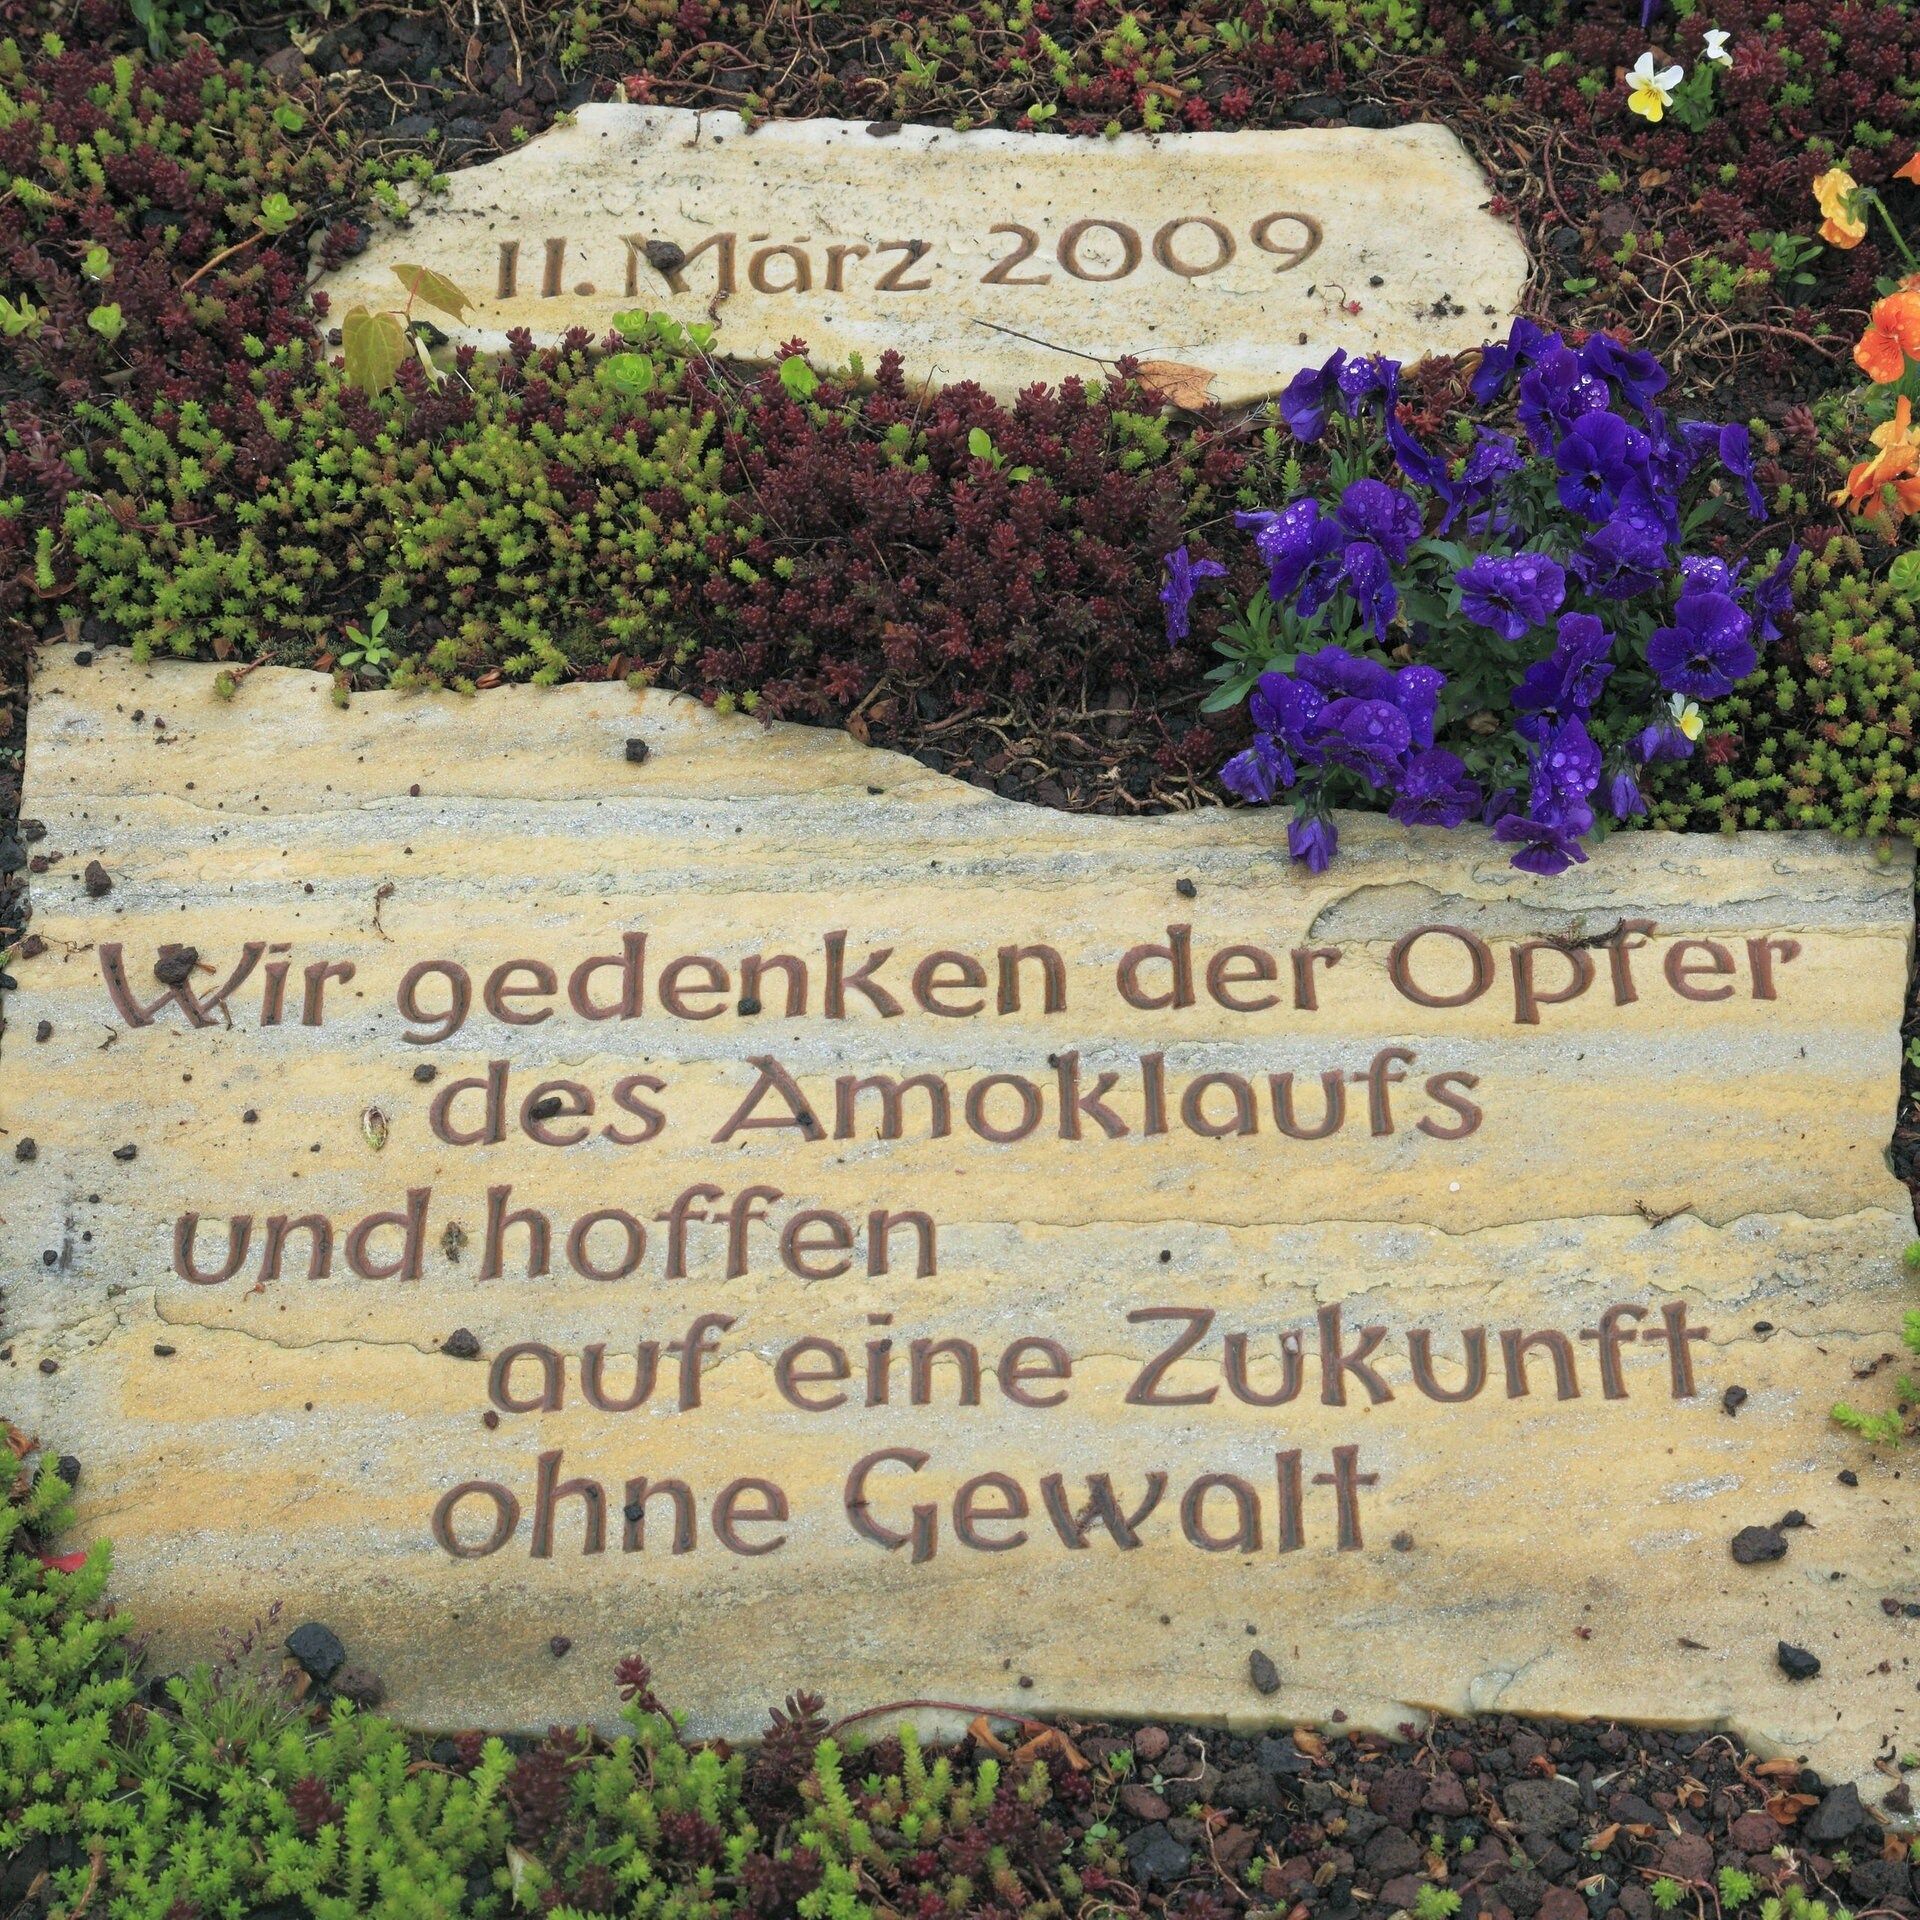 11. März 2009
Wir gedenken der Opfer
des Amoklaufs
und hoffen
auf eine Zukunft
ohne Gewalt